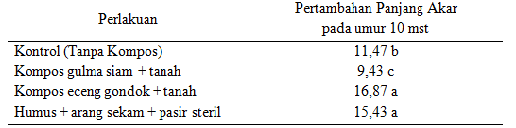 Perlakuan Pertambahan Panjang Akar
pada umur 10 mst
Kontrol (Tanpa Kompos) 11,47 b
Kompos gulma siam + tanah 9,43 c
Kompos eceng gondok + tanah 16,87 a
Humus + arang sekam + pasir steril 15,43 a